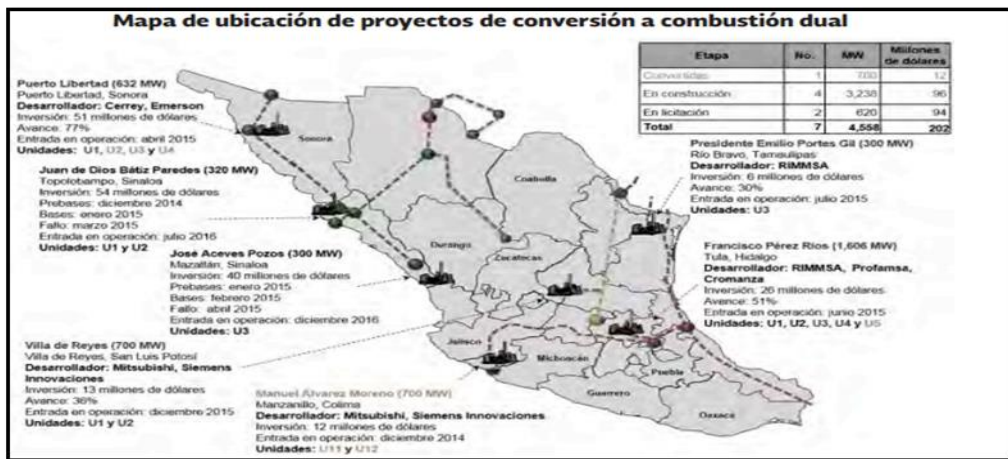 Mapa de ubicación de proyectos de conversión a combustión dual
Etapa No. MW Millones de dólares
Convertidas 1 700 12
En construcción 4 3,238 96
En licitación 2 620 94
Total 7 4,558 202
Puerto Libertad (632 MW)
Puerto Libertad, Sonora
Desarrollador: Cerrey, Emerson
Inversión: 51 millones de dólares
Avance: 77%
Entrada en operación: abril 2015
Unidades: U1, U2, U3 y U4
Juan de Dios Bátiz Paredes (320 MW)
Topolobampo, Sinaloa
Inversión: 54 millones de dólares
Prebases: diciembre 2014
Bases: enero 2015
Fallo: marzo 2015
Entrada en operación: julio 2016
Unidades: U1 y U2
José Aceves Pozos (300 MW)
Mazatlán, Sinaloa
Inversión: 40 millones de dólares
Prebases: enero 2015
Bases: febrero 2015
Fallo: abril 2015
Entrada en operación: diciembre 2016
Unidades: U3
Villa de Reyes (700 MW)
Villa de Reyes, San Luis Potosí
Desarrollador: Mitsubishi, Siemens
Innovaciones
Inversión: 13 millones de dólares
Avance: 36%
Entrada en operación: diciembre 2015
Unidades: U1 y U2
Manuel Álvarez Moreno (700 MW)
Manzanillo, Colima
Desarrollador: Mitsubishi, Siemens Innovaciones
Inversión: 12 millones de dólares
Entrada en operación: diciembre 2014
Unidades: U11 y U12
Presidente Emilio Portes Gil (300 MW)
Río Bravo, Tamaulipas
Desarrollador: RIMMSA
Inversión: 6 millones de dólares
Avance: 30%
Entrada en operación: julio 2015
Unidades: U3
Francisco Pérez Ríos (1,606 MW)
Tula, Hidalgo
Desarrollador: RIMMSA, Profamsa,
Cromanza
Inversión: 26 millones de dólares
Avance: 51%
Entrada en operación: junio 2015
Unidades: U1, U2, U3, U4 y U5
Sonora
Coahuila
Durango
Zacatecas
Jalisco
Michoacán
Puebla
Guerrero
Oaxaca